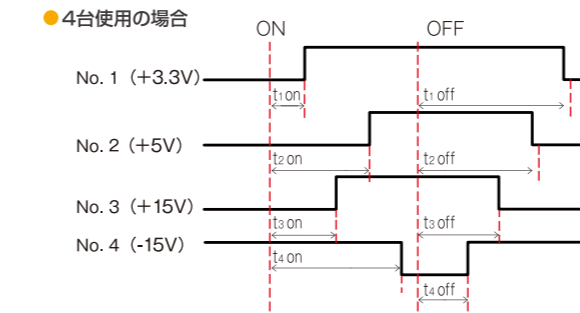 ●4台使用の場合
ON OFF
No. 1（+3.3V）
t1 on t1 off
No. 2（+5V）
t2 on t2 off
No. 3（+15V）
t3 on t3 off
No. 4（-15V）
t4 on
t4 off